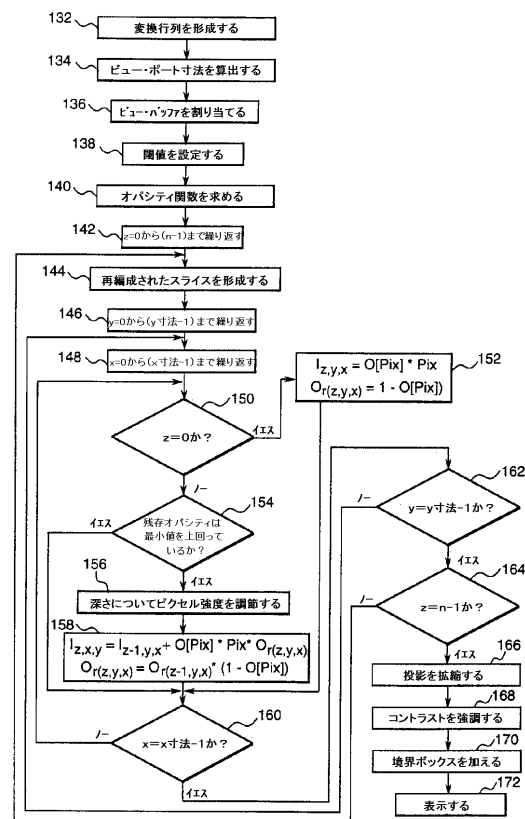 132
変換行列を形成する
134
ビュー・ポート寸法を算出する
136
ビュー・バッファを割り当てる
138
閾値を設定する
140
オパシティ関数を求める
142
z=0から(n-1)まで繰り返す
144
再編成されたスライスを形成する
146
y=0から(y寸法-1)まで繰り返す
148
x=0から(x寸法-1)まで繰り返す
150
z=0か?
イエス
ノー
152
Iz,y,x = O[Pix] * Pix
Or(z,y,x) = 1 - O[Pix])
154
残存オパシティは
最小値を上回って
いるか?
イエス
イエス
156
深さについてピクセル強度を調節する
158
Iz,x,y = Iz-1,y,x + O[Pix] * Pix* Or(z,y,x)
Or(z,y,x) = Or(z-1,y,x)* (1 - O[Pix])
160
x=x寸法-1か?
ノー
イエス
162
y=y寸法-1か?
ノー
イエス
164
z=n-1か?
ノー
イエス
166
投影を拡縮する
168
コントラストを強調する
170
境界ボックスを加える
172
表示する